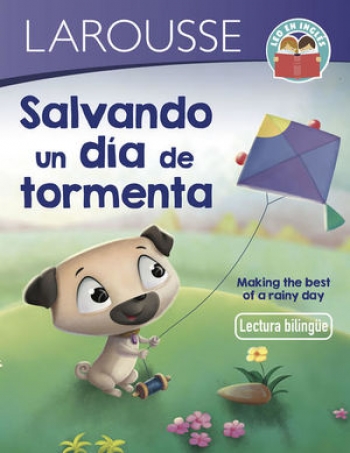 LAROUSSE
LEO EN INGLÉS
Salvando
un día de
tormenta
Making the best
of a rainy day
Lectura bilingüe